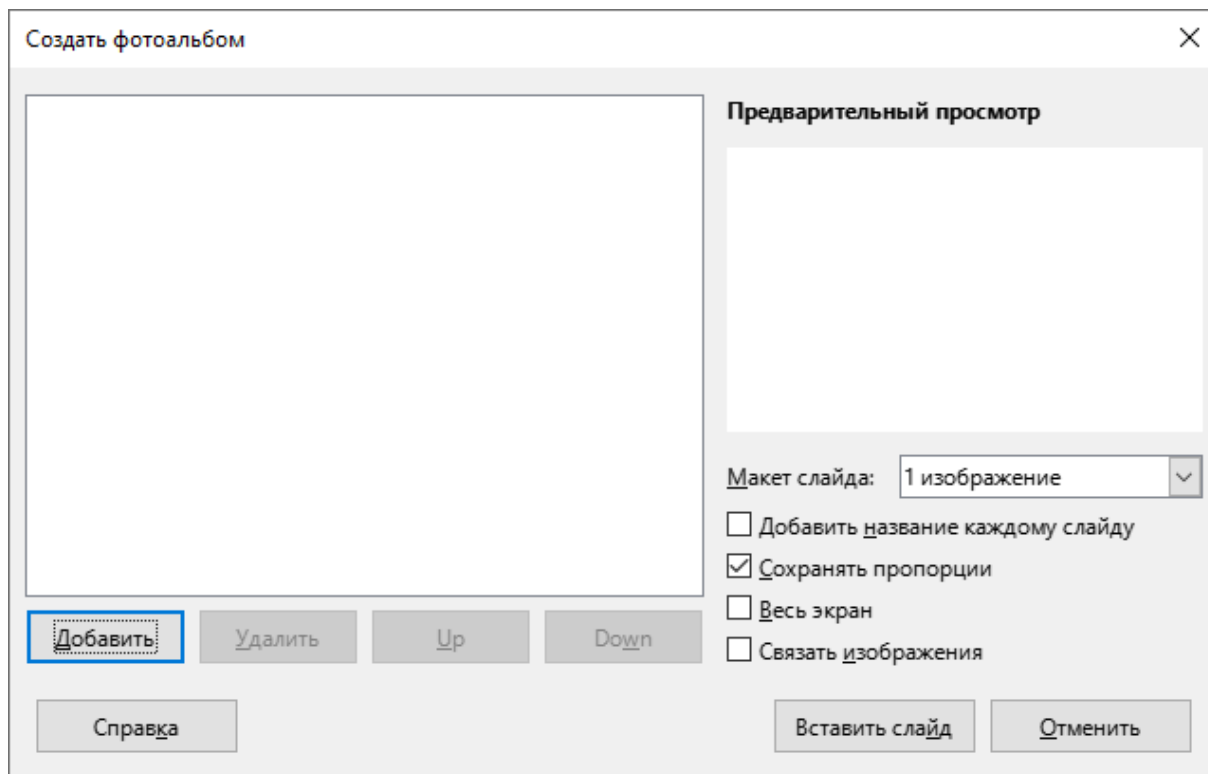 Создать фотоальбом
Предварительный просмотр
Макет слайда: 1 изображение
Добавить название каждому слайду
Сохранять пропорции
Весь экран
Связать изображения
Добавить Удалить Up Down
Справка Вставить слайд Отменить